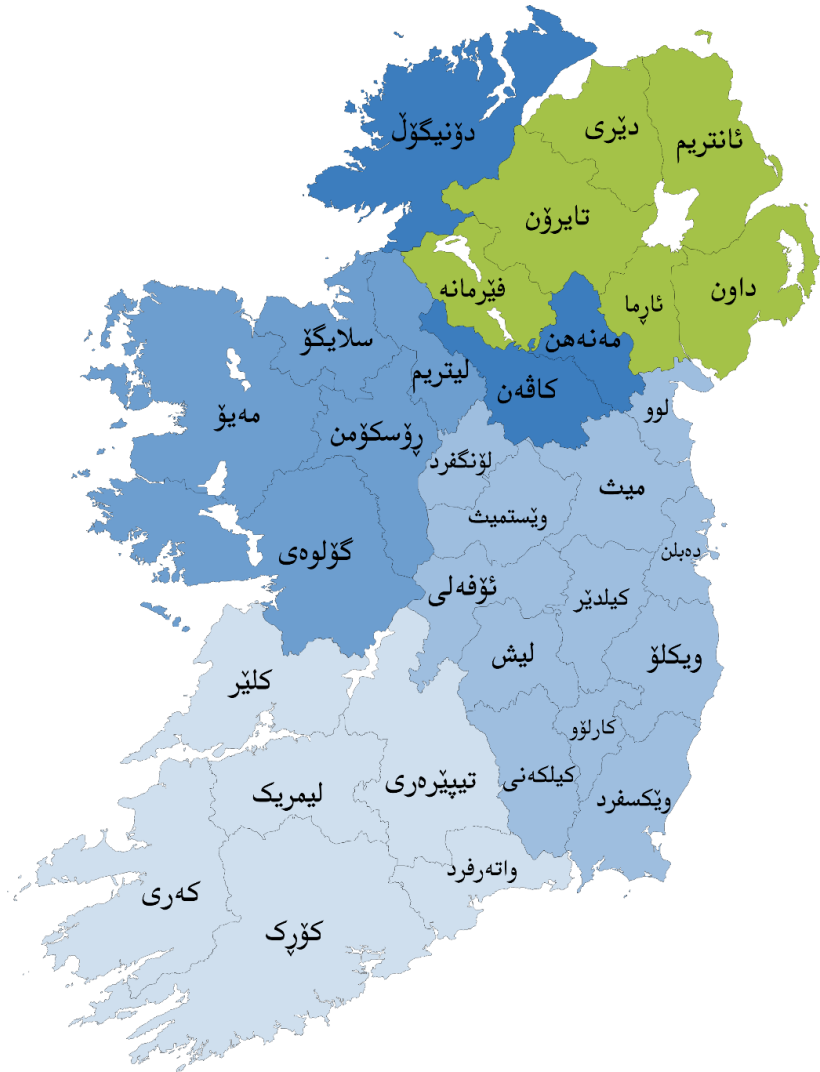 دۆنیگۆڵ
دێری
ئانتریم
تایرۆن
فێرمانە
ئاڕما
داون
مەنەهن
کاڤەن
سلایگۆ
لیتریم
مەیۆ
ڕۆسکۆمن
گۆلوەی
لوو
لۆنگفرد
میث
وێستمیث
دەبلن
ئۆفەلی
کیلدێر
لیش
ویکلۆ
کلێر
کارلۆو
تیپێرەری
کیلکەنی
لیمریک
وێکسفرد
واتەرفرد
کەری
کۆڕک